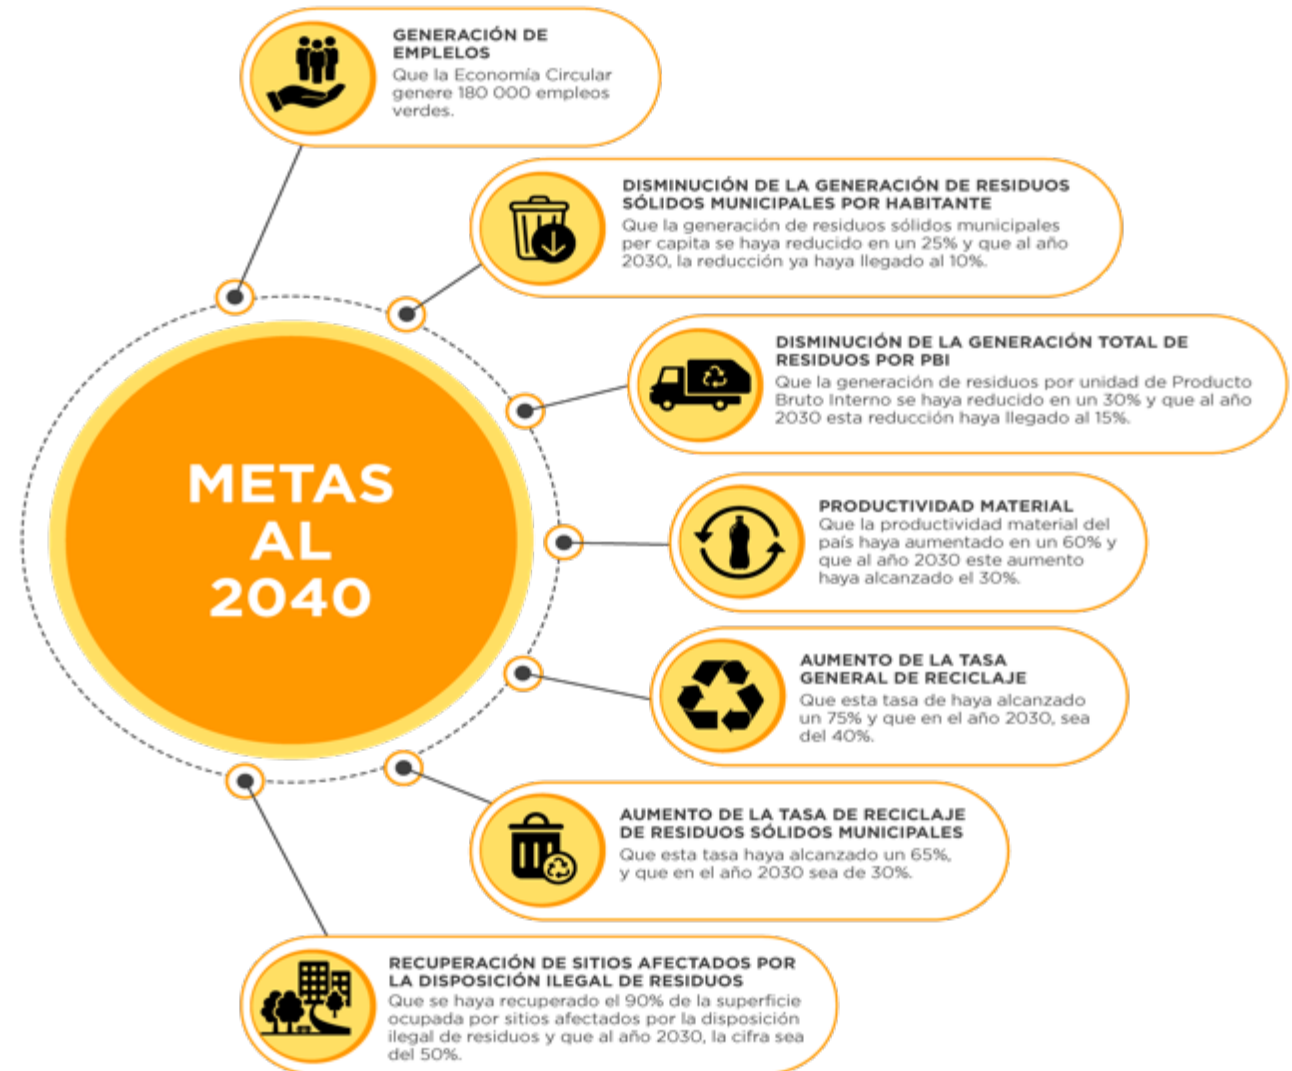 GENERACIÓN DE
EMPLELOS
Que la Economía Circular
genere 180 000 empleos
verdes.
DISMINUCIÓN DE LA GENERACIÓN DE RESIDUOS
SÓLIDOS MUNICIPALES POR HABITANTE
Que la generación de residuos sólidos municipales
per capita se haya reducido en un 25% y que al año
2030, la reducción ya haya llegado al 10%.
DISMINUCIÓN DE LA GENERACIÓN TOTAL DE
RESIDUOS POR PBI
Que la generación de residuos por unidad de Producto
Bruto Interno se haya reducido en un 30% y que al año
2030 esta reducción haya llegado al 15%.
METAS
AL
2040
PRODUCTIVIDAD MATERIAL
Que la productividad material del
país haya aumentado en un 60% y
que al año 2030 este aumento
haya alcanzado el 30%.
AUMENTO DE LA TASA
GENERAL DE RECICLAJE
Que esta tasa de haya alcanzado
un 75% y que en el año 2030, sea
del 40%.
AUMENTO DE LA TASA DE RECICLAJE
DE RESIDUOS SÓLIDOS MUNICIPALES
Que esta tasa haya alcanzado un 65%,
y que en el año 2030 sea de 30%.
RECUPERACIÓN DE SITIOS AFECTADOS POR
LA DISPOSICIÓN ILEGAL DE RESIDUOS
Que se haya recuperado el 90% de la superficie
ocupada por sitios afectados por la disposición
ilegal de residuos y que al año 2030, la cifra sea
del 50%.